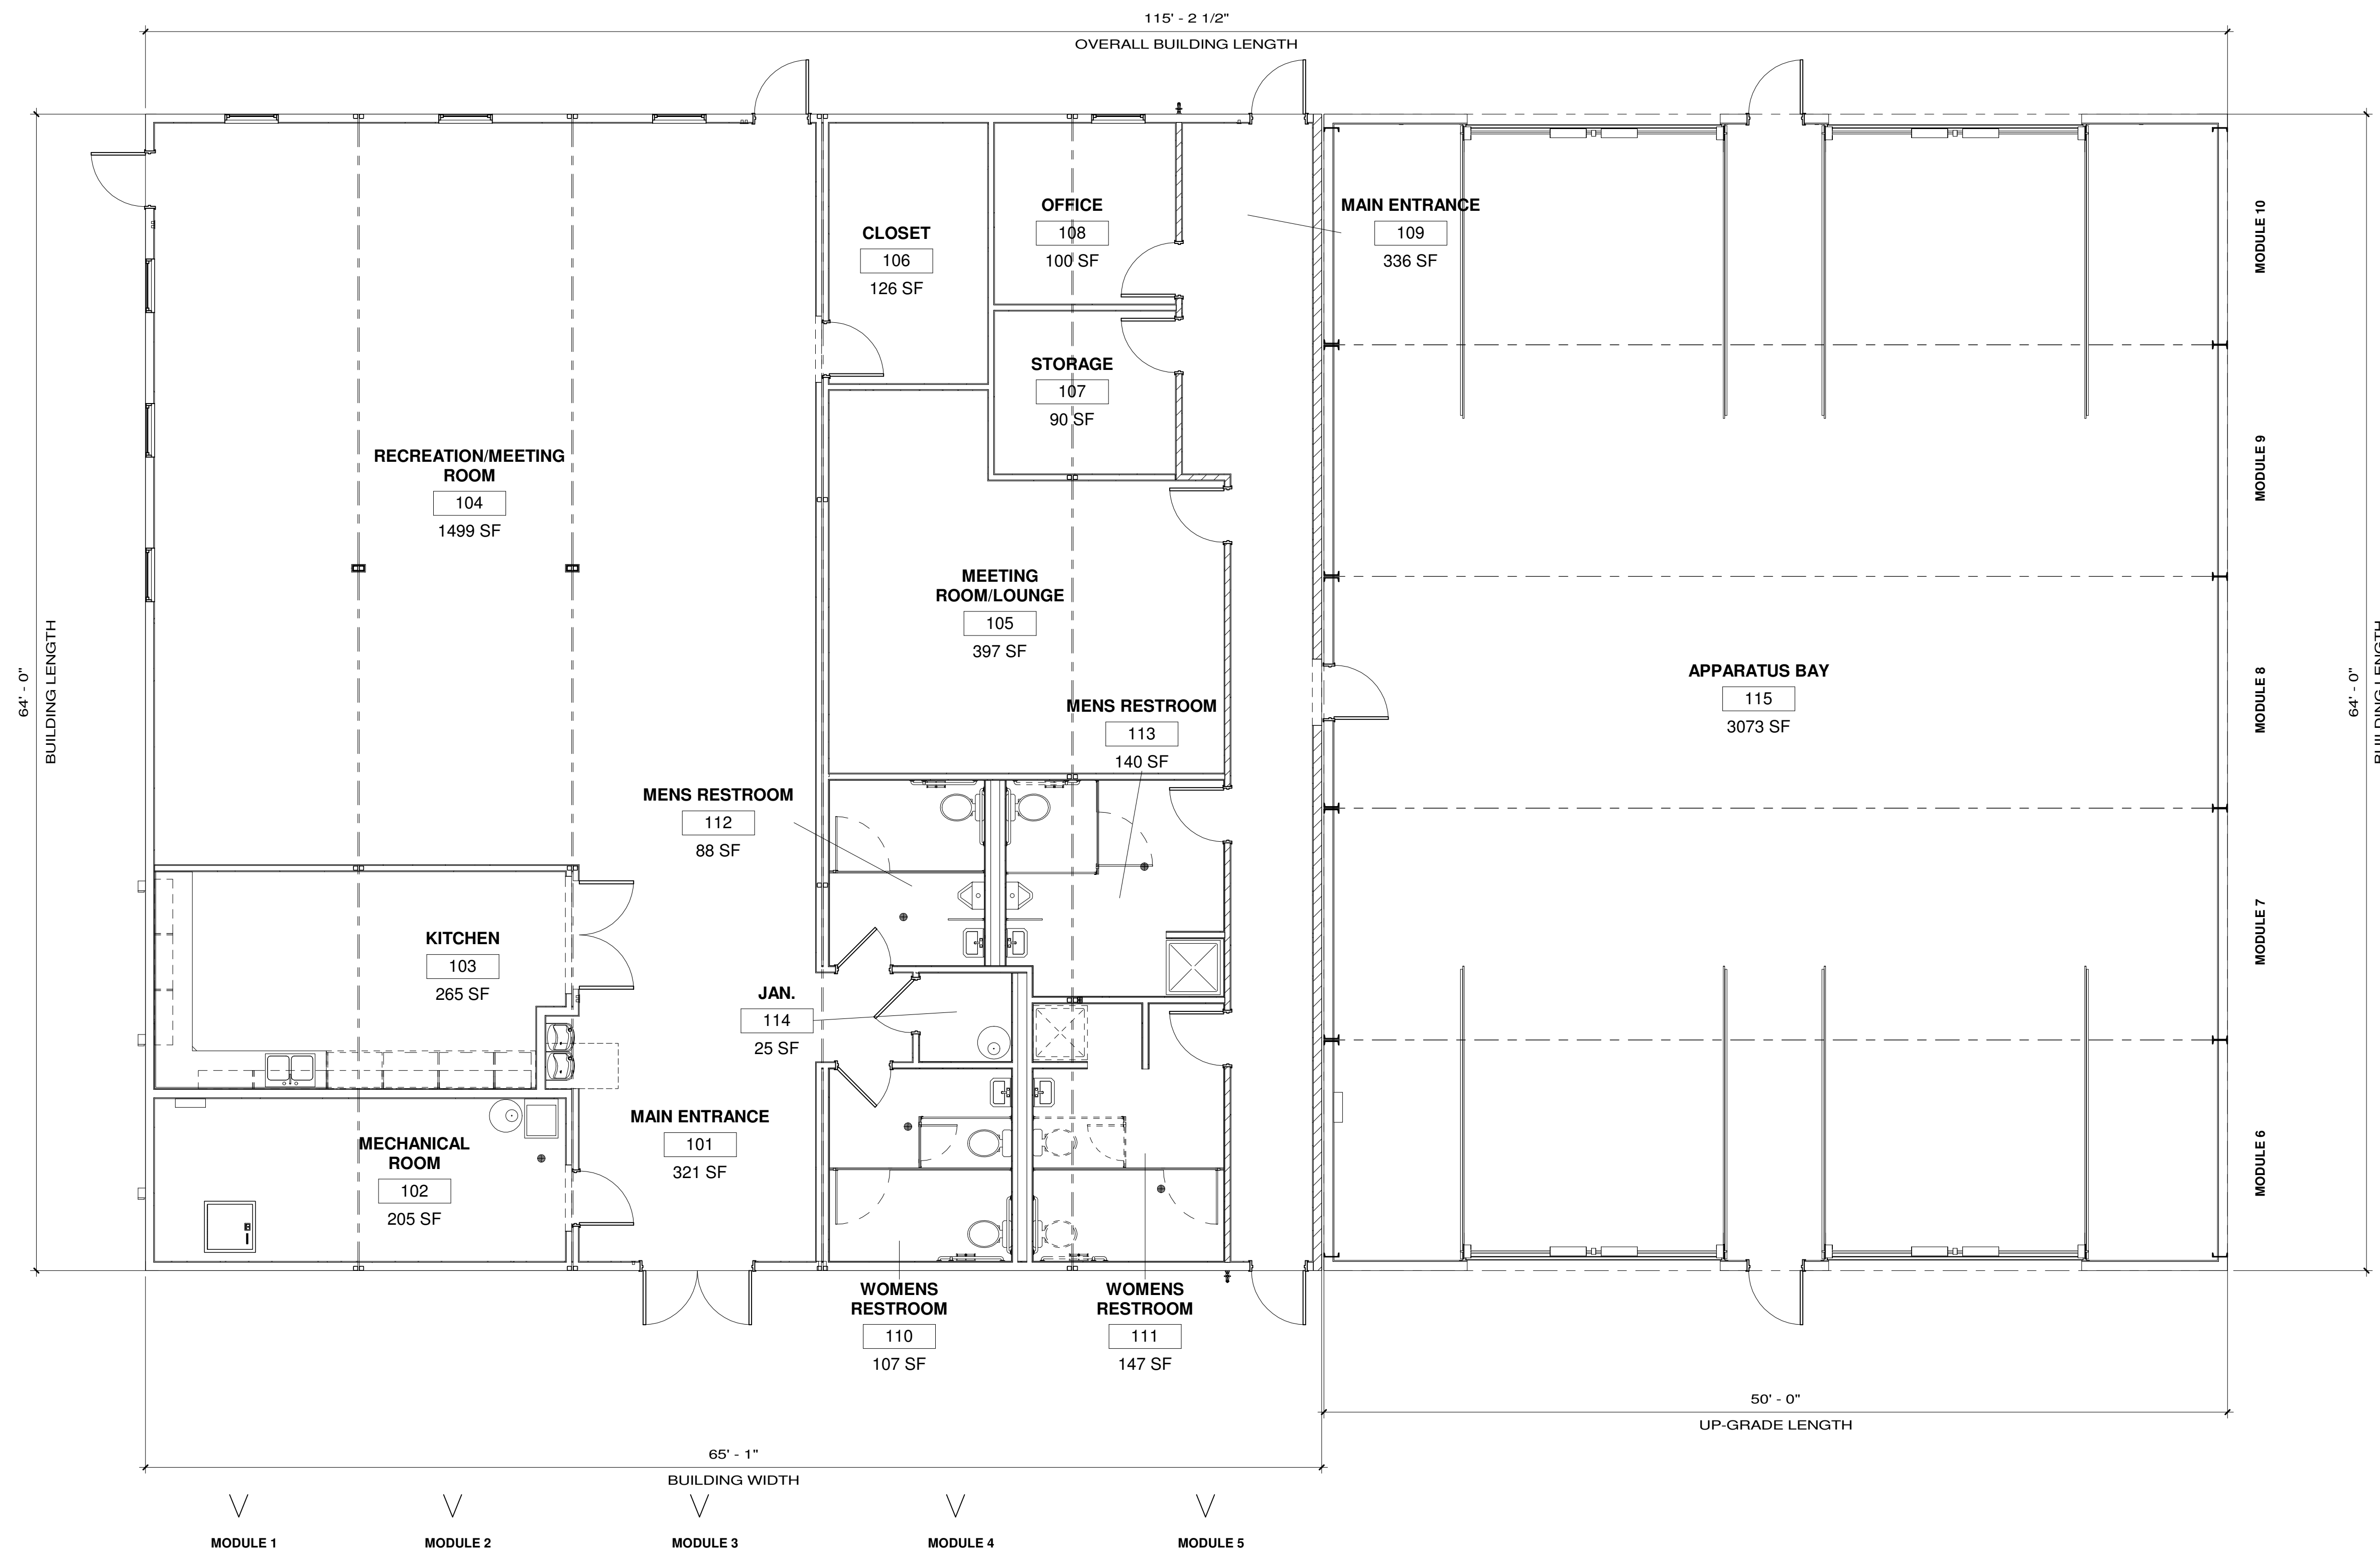 115' - 2 1/2"
OVERALL BUILDING LENGTH
OFFICE
108
100 SF
MAIN ENTRANCE
109
336 SF
MODULE 10
CLOSET
106
126 SF
STORAGE
107
90 SF
RECREATION/MEETING
ROOM
104
1499 SF
MODULE 9
MEETING
ROOM/LOUNGE
105
397 SF
64' - 0"
BUILDING LENGTH
MENS RESTROOM
113
140 SF
APPARATUS BAY
115
3073 SF
MODULE 8
64' - 0"
BUILDING LENGTH
MENS RESTROOM
112
88 SF
KITCHEN
103
265 SF
MODULE 7
JAN.
114
25 SF
MAIN ENTRANCE
101
321 SF
MECHANICAL
ROOM
102
205 SF
MODULE 6
WOMENS
RESTROOM
110
107 SF
WOMENS
RESTROOM
111
147 SF
50' - 0"
UP-GRADE LENGTH
65' - 1"
BUILDING WIDTH
MODULE 1
MODULE 2
MODULE 3
MODULE 4
MODULE 5